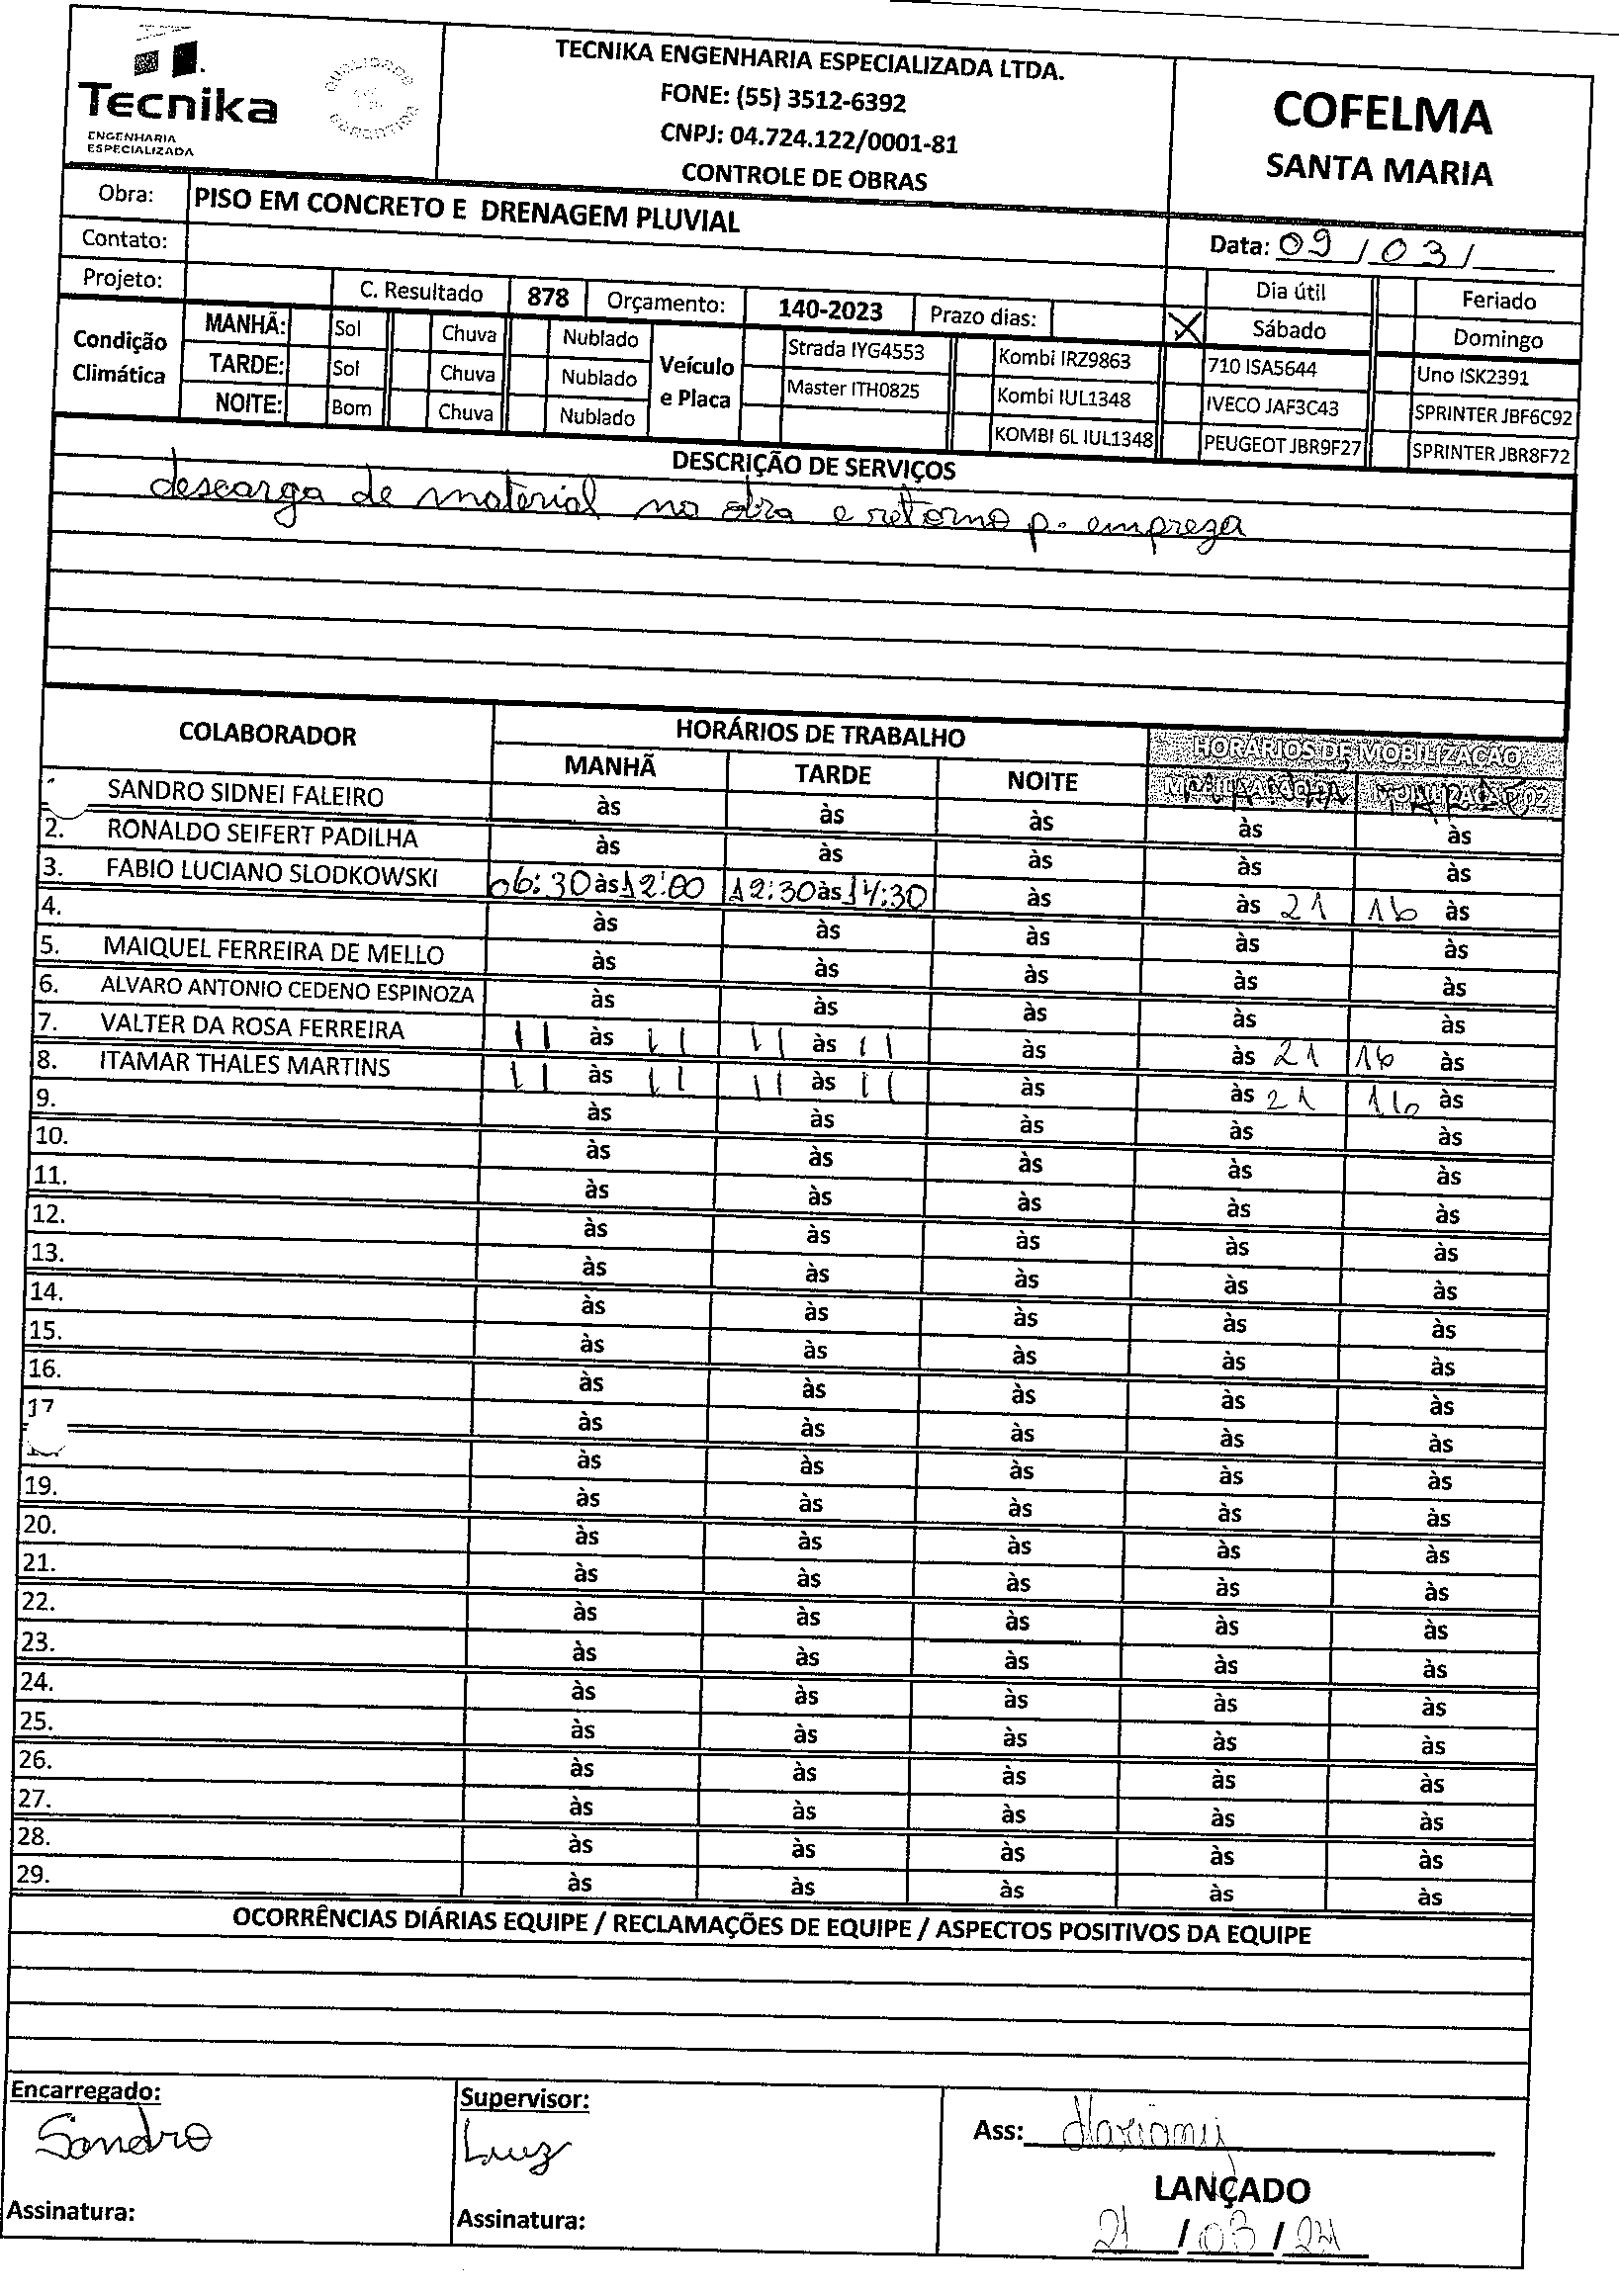 Tecnika
ENGENHARIA
ESPECIALIZADA
QUALIDADE
GARANTIDA
TECNIKA ENGENHARIA ESPECIALIZADA LTDA.
FONE: (55) 3512-6392
CNPJ: 04.724.122/0001-81
CONTROLE DE OBRAS
COFELMA
SANTA MARIA
Obra: PISO EM CONCRETO E DRENAGEM PLUVIAL
Contato:
Data: 09 / 03 /
Projeto: C. Resultado 878 Orçamento: 140-2023 Prazo dias:
Dia útil Feriado
X Sábado Domingo
Condição Climática
MANHÃ: Sol Chuva Nublado
TARDE: Sol Chuva Nublado
NOITE: Bom Chuva Nublado
Veículo e Placa
Strada IYG4553 Kombi IRZ9863 710 ISA5644 Uno ISK2391
Master ITH0825 Kombi IUL1348 IVECO JAF3C43 SPRINTER JBF6C92
KOMBI 6L IUL1348 PEUGEOT JBR9F27 SPRINTER JBR8F72
DESCRIÇÃO DE SERVIÇOS
descarga de material na obra e retorno p. empreza
COLABORADOR HORÁRIOS DE TRABALHO HORÁRIOS DE MOBILIZAÇÃO
MANHÃ TARDE NOITE MANHA TARDE
SANDRO SIDNEI FALEIRO às às às às às
2. RONALDO SEIFERT PADILHA às às às às às
3. FABIO LUCIANO SLODKOWSKI 06:30 às 12:00 12:30 às 14:30 às às 21 16 às
4. às às às às às
5. MAIQUEL FERREIRA DE MELLO às às às às às
6. ALVARO ANTONIO CEDENO ESPINOZA às às às às às
7. VALTER DA ROSA FERREIRA 11 às 11 11 às 11 às às 21 16 às
8. ITAMAR THALES MARTINS 11 às 11 11 às 11 às às 21 16 às
9. às às às às às
10. às às às às às
11. às às às às às
12. às às às às às
13. às às às às às
14. às às às às às
15. às às às às às
16. às às às às às
17 às às às às às
às às às às às
19. às às às às às
20. às às às às às
21. às às às às às
22. às às às às às
23. às às às às às
24. às às às às às
25. às às às às às
26. às às às às às
27. às às às às às
28. às às às às às
29. às às às às às
OCORRÊNCIAS DIÁRIAS EQUIPE / RECLAMAÇÕES DE EQUIPE / ASPECTOS POSITIVOS DA EQUIPE
Encarregado: Supervisor:
Sandro Luiz Ass:
LANÇADO
Assinatura: Assinatura:
21 / 03 / 24